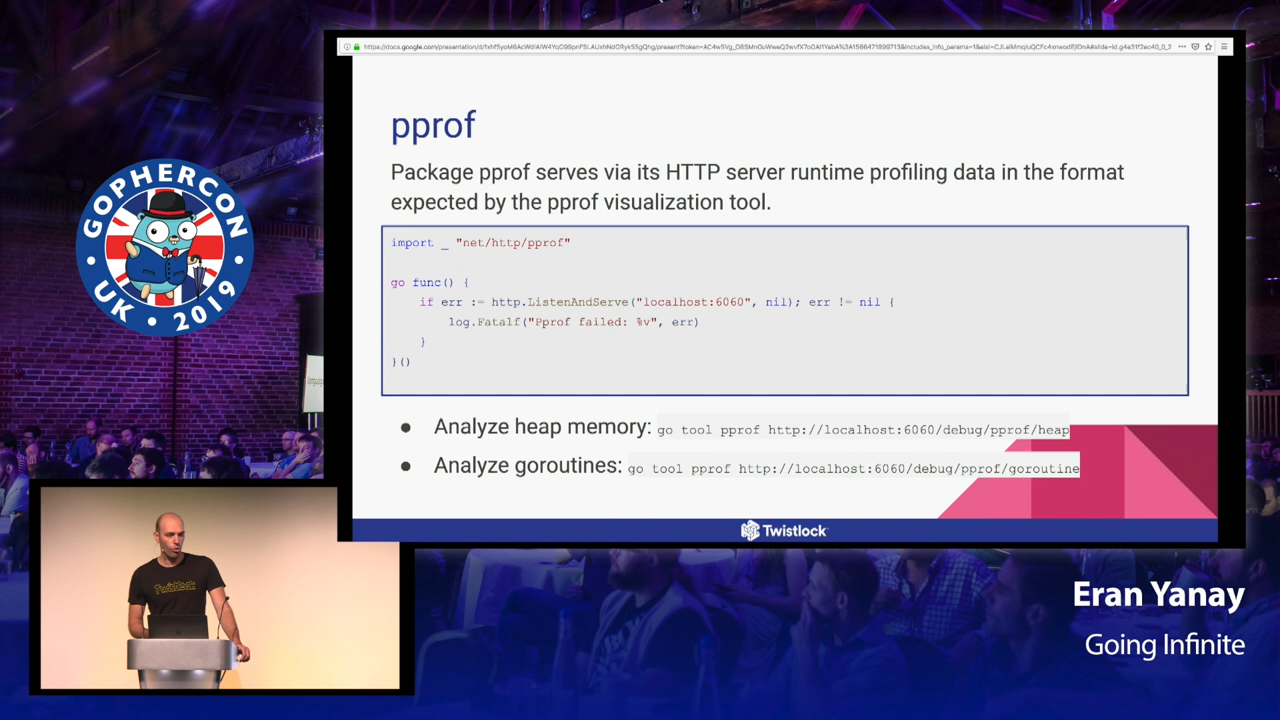 pprof
Package pprof serves via its HTTP server runtime profiling data in the format
expected by the pprof visualization tool.
import _ "net/http/pprof"
go func() {
if err := http.ListenAndServe("localhost:6060", nil); err != nil {
log.Fatalf("Pprof failed: %v", err)
}
}()
● Analyze heap memory: go tool pprof http://localhost:6060/debug/pprof/heap
● Analyze goroutines: go tool pprof http://localhost:6060/debug/pprof/goroutine
Twistlock
GOPHERCON
UK • 2019
Twistlock
Eran Yanay
Going Infinite